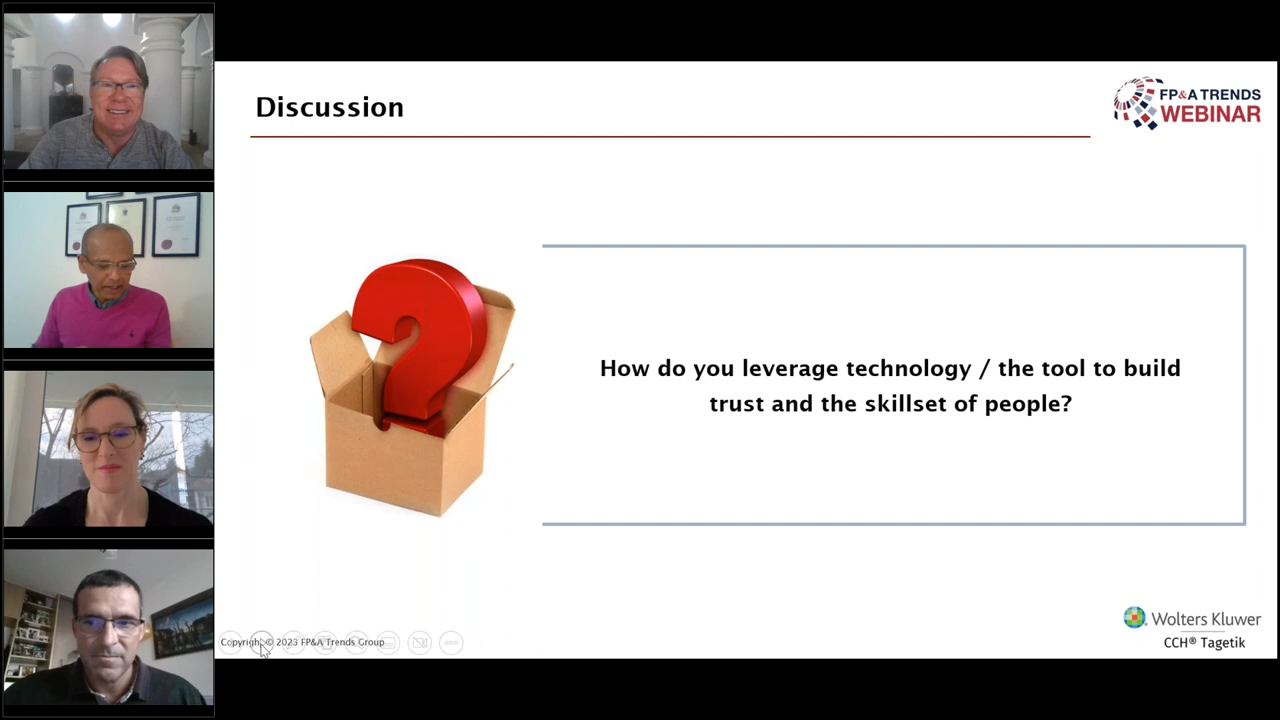 Discussion
FP&A TRENDS
WEBINAR
How do you leverage technology / the tool to build
trust and the skillset of people?
Copyright © 2023 FP&A Trends Group
Wolters Kluwer
CCH® Tagetik